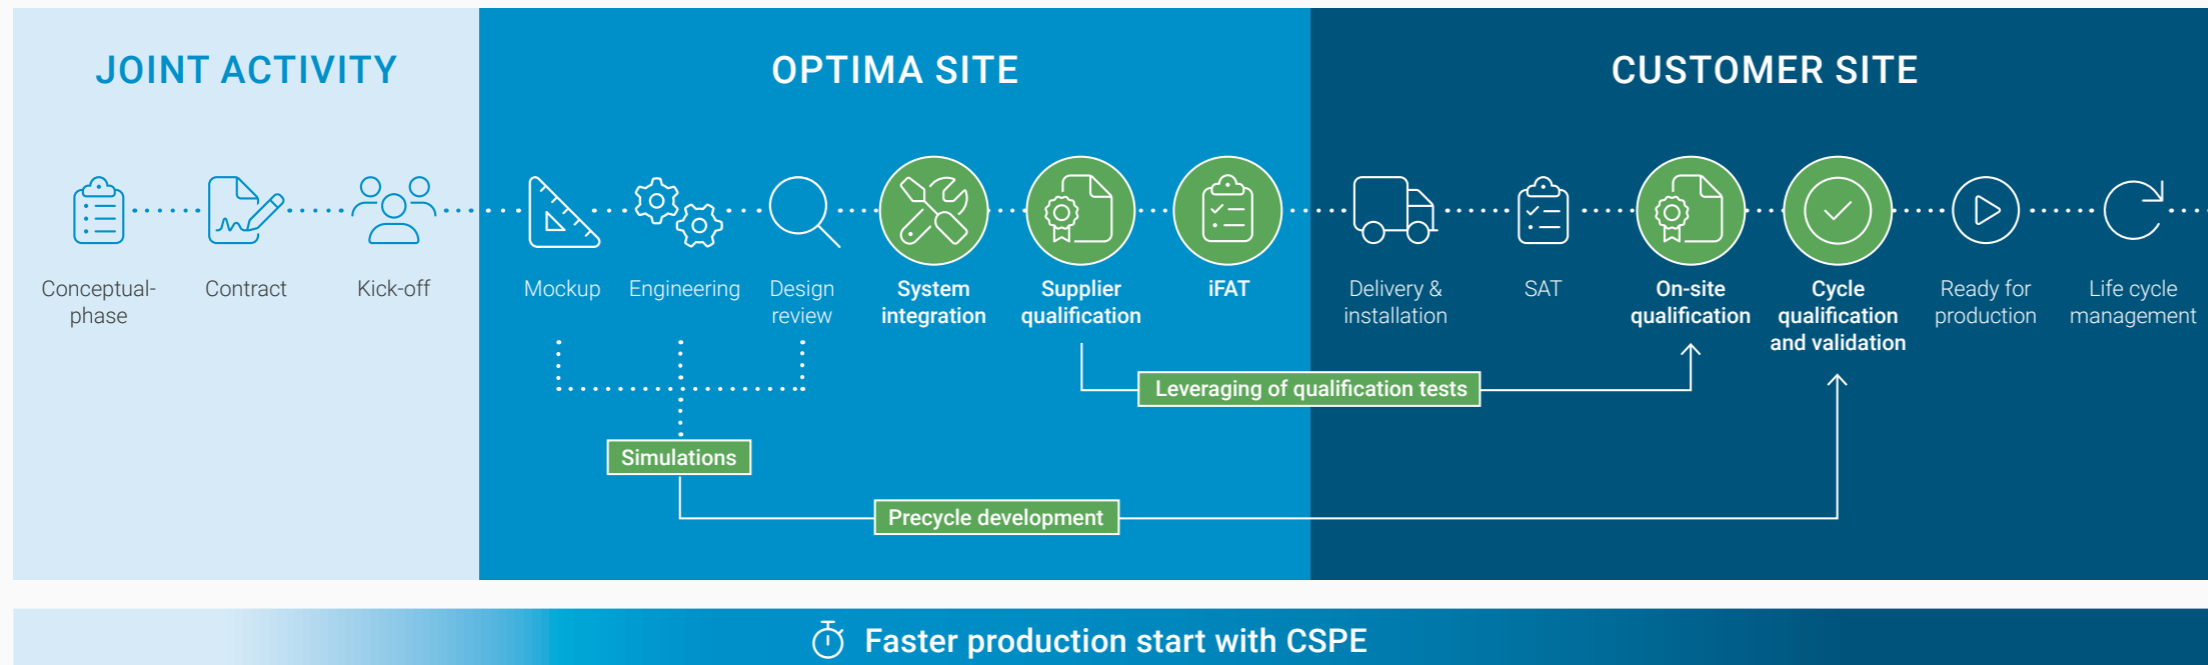 JOINT ACTIVITY
OPTIMA SITE
CUSTOMER SITE
Conceptual-
phase
Contract
Kick-off
Mockup
Engineering
Design
review
System
integration
Supplier
qualification
iFAT
Delivery &
installation
SAT
On-site
qualification
Cycle
qualification
and validation
Ready for
production
Life cycle
management
Leveraging of qualification tests
Simulations
Precycle development
Faster production start with CSPE